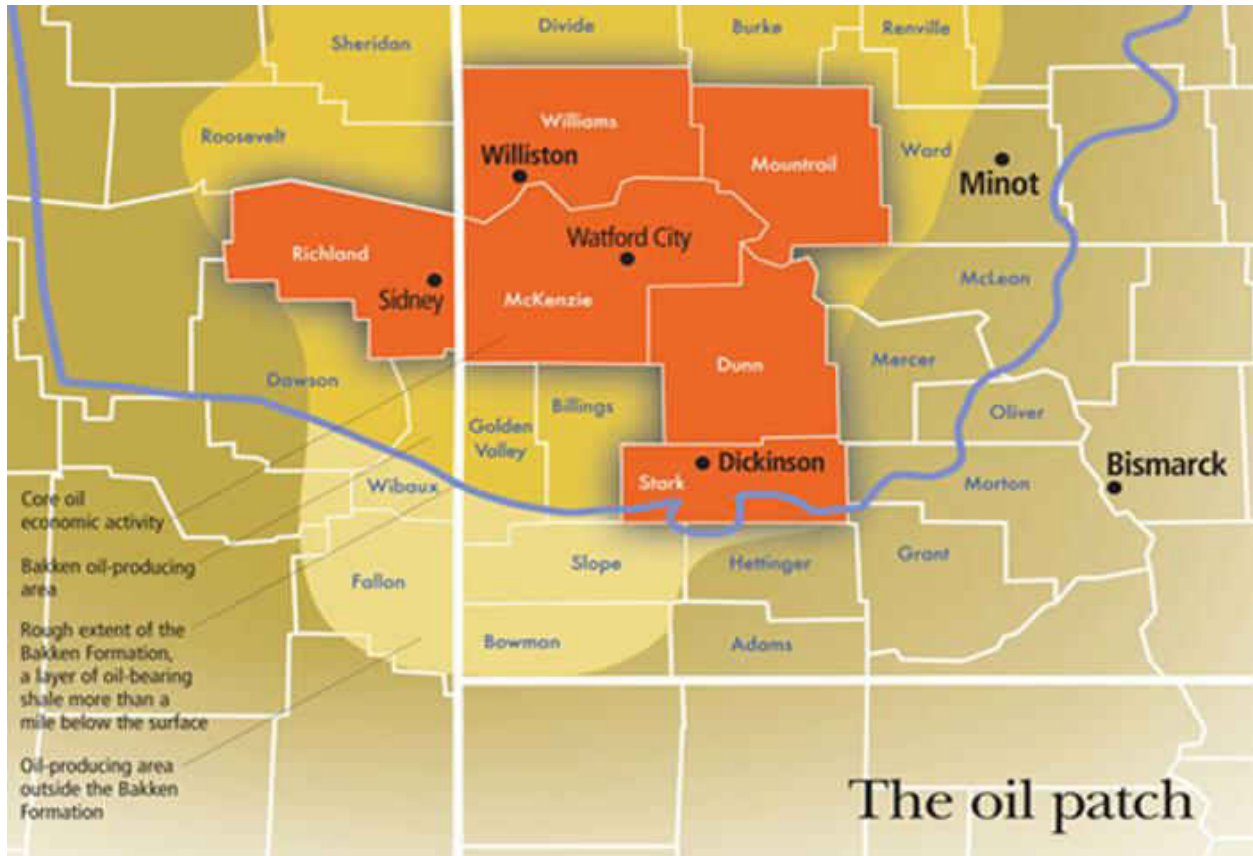 Divide
Burke
Renville
Sheridan
Williams
Roosevelt
Ward
Williston
Mountrail
Minot
Watford City
Richland
McLean
Sidney
McKenzie
Dunn
Mercer
Dawson
Billings
Oliver
Golden
Valley
Dickinson
Bismarck
Stark
Wibaux
Morton
Core oil
economic activity
Grant
Bakken oil-producing
area
Slope
Hettinger
Fallon
Rough extent of the
Bakken Formation,
a layer of oil-bearing
shale more than a
mile below the surface
Bowman
Adams
Oil-producing area
outside the Bakken
Formation
The oil patch